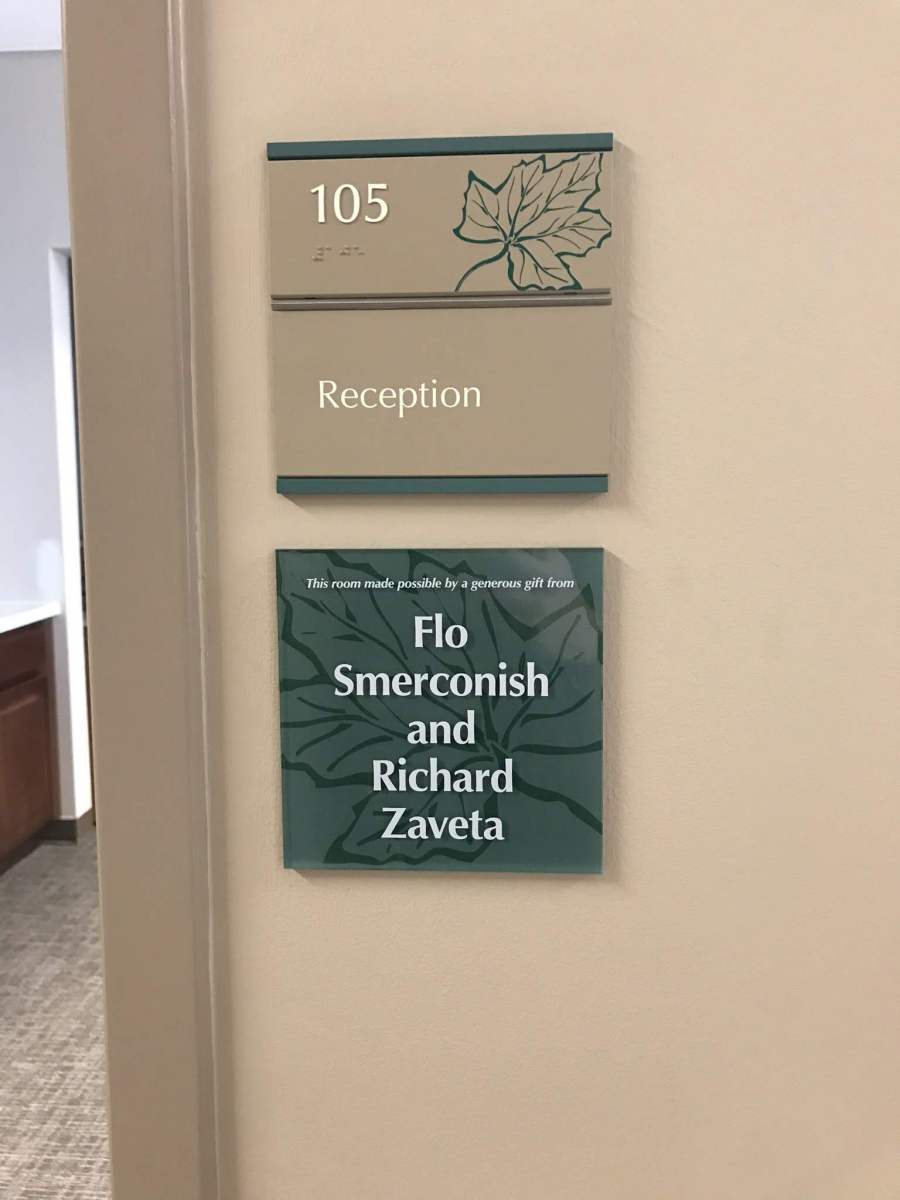 105
Reception
This room made possible by a generous gift from
Flo
Smerconish
and
Richard
Zaveta